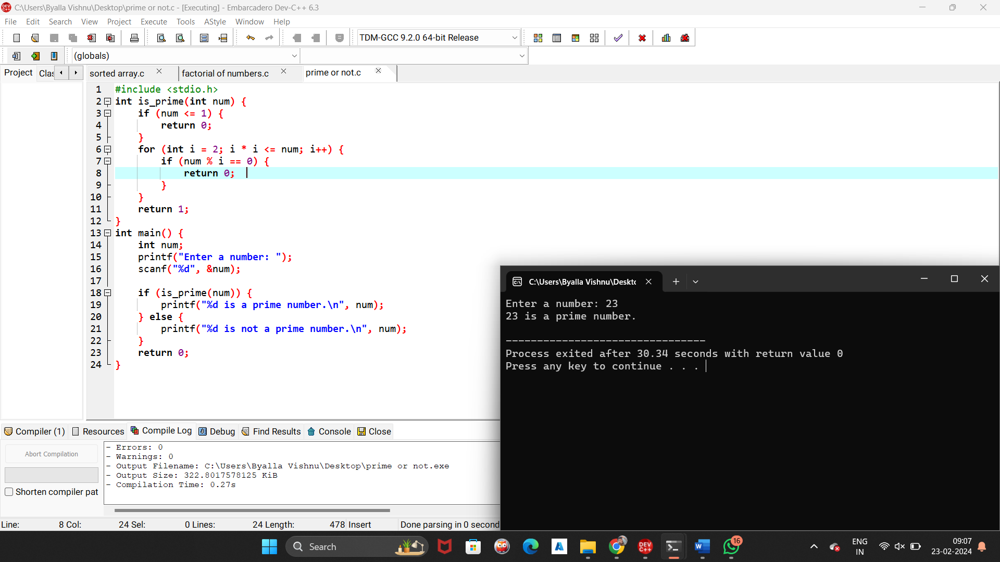 C:\Users\Byalla Vishnu\Desktop\prime or not.c - [Executing] - Embarcadero Dev-C++ 6.3
File Edit Search View Project Execute Tools AStyle Window Help
TDM-GCC 9.2.0 64-bit Release
(globals)
Project Clas sorted array.c factorial of numbers.c prime or not.c
1 #include <stdio.h>
2 int is_prime(int num) {
3 if (num <= 1) {
4 return 0;
5 }
6 for (int i = 2; i * i <= num; i++) {
7 if (num % i == 0) {
8 return 0;
9 }
10 }
11 return 1;
12 }
13 int main() {
14 int num;
15 printf("Enter a number: ");
16 scanf("%d", &num);
17
18 if (is_prime(num)) {
19 printf("%d is a prime number.\n", num);
20 } else {
21 printf("%d is not a prime number.\n", num);
22 }
23 return 0;
24 }
C:\Users\Byalla Vishnu\Deskto
Enter a number: 23
23 is a prime number.
--------------------------------
Process exited after 30.34 seconds with return value 0
Press any key to continue . . .
Compiler (1) Resources Compile Log Debug Find Results Console Close
Abort Compilation
Shorten compiler pat
- Errors: 0
- Warnings: 0
- Output Filename: C:\Users\Byalla Vishnu\Desktop\prime or not.exe
- Output Size: 322.8017578125 KiB
- Compilation Time: 0.27s
Line: 8 Col: 24 Sel: 0 Lines: 24 Length: 478 Insert Done parsing in 0 second
Search
DEV C++
16
ENG
IN
09:07
23-02-2024